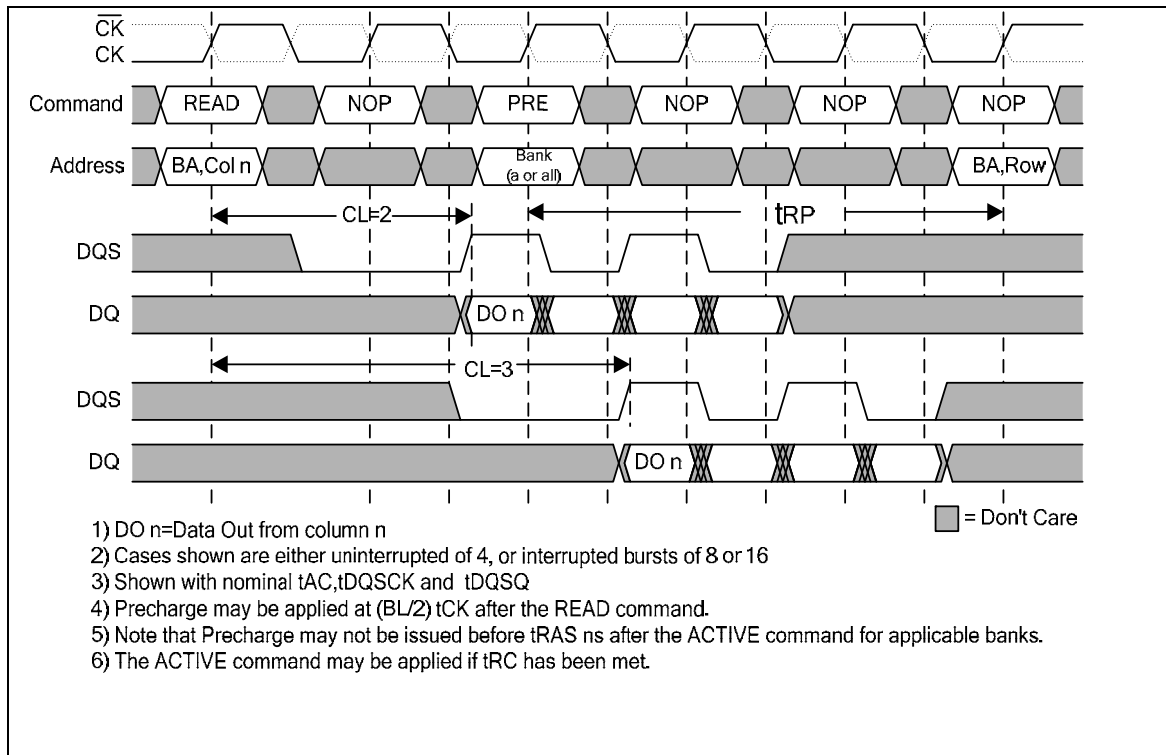 CK
CK
Command READ NOP PRE NOP NOP NOP
Address BA,Col n Bank (a or all) BA,Row
CL=2 tRP
DQS
DQ DO n
CL=3
DQS
DQ DO n
= Don't Care
1) DO n=Data Out from column n
2) Cases shown are either uninterrupted of 4, or interrupted bursts of 8 or 16
3) Shown with nominal tAC,tDQSCK and tDQSQ
4) Precharge may be applied at (BL/2) tCK after the READ command.
5) Note that Precharge may not be issued before tRAS ns after the ACTIVE command for applicable banks.
6) The ACTIVE command may be applied if tRC has been met.